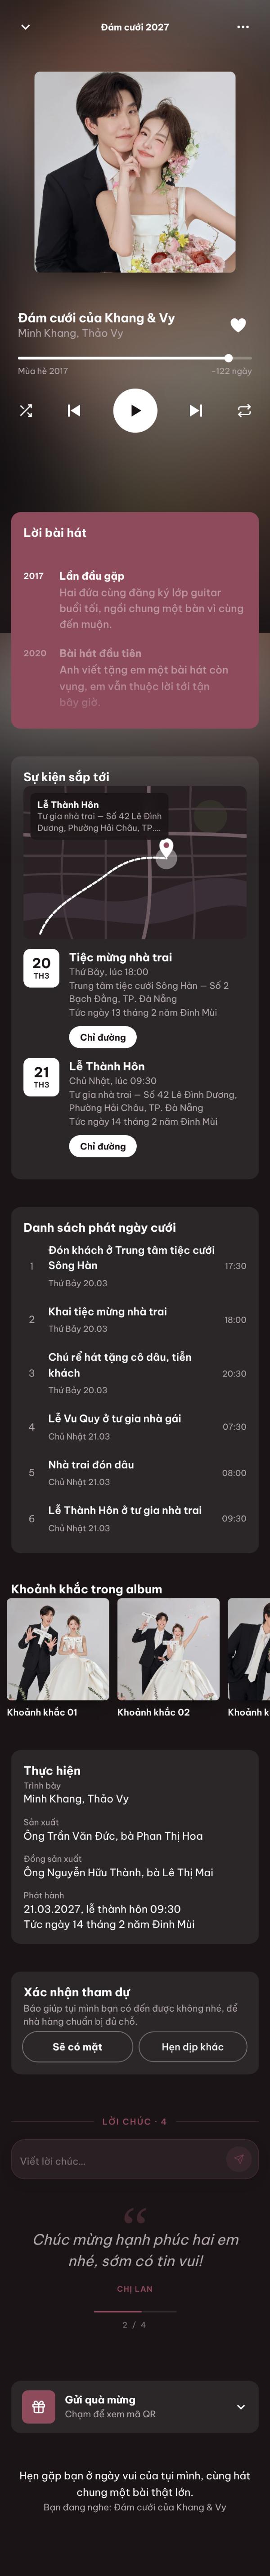 Đám cưới 2027
Đám cưới của Khang & Vy
Minh Khang, Thảo Vy
Mùa hè 2017
-122 ngày
Lời bài hát
2017
Lần đầu gặp
Hai đứa cùng đăng ký lớp guitar
buổi tối, ngồi chung một bàn vì cùng
đến muộn.
2020
Bài hát đầu tiên
Anh viết tặng em một bài hát còn
vụng, em vẫn thuộc lời tới tận
bây giờ.
Sự kiện sắp tới
Lễ Thành Hôn
Tư gia nhà trai — Số 42 Lê Đình
Dương, Phường Hải Châu, TP....
20
TH3
Tiệc mừng nhà trai
Thứ Bảy, lúc 18:00
Trung tâm tiệc cưới Sông Hàn — Số 2
Bạch Đằng, TP. Đà Nẵng
Tức ngày 13 tháng 2 năm Đinh Mùi
Chỉ đường
21
TH3
Lễ Thành Hôn
Chủ Nhật, lúc 09:30
Tư gia nhà trai — Số 42 Lê Đình Dương,
Phường Hải Châu, TP. Đà Nẵng
Tức ngày 14 tháng 2 năm Đinh Mùi
Chỉ đường
Danh sách phát ngày cưới
1
Đón khách ở Trung tâm tiệc cưới
Sông Hàn
Thứ Bảy 20.03
17:30
2
Khai tiệc mừng nhà trai
Thứ Bảy 20.03
18:00
3
Chú rể hát tặng cô dâu, tiễn
khách
Thứ Bảy 20.03
20:30
4
Lễ Vu Quy ở tư gia nhà gái
Chủ Nhật 21.03
07:30
5
Nhà trai đón dâu
Chủ Nhật 21.03
08:00
6
Lễ Thành Hôn ở tư gia nhà trai
Chủ Nhật 21.03
09:30
Khoảnh khắc trong album
Khoảnh khắc 01
Khoảnh khắc 02
Khoảnh k
Thực hiện
Trình bày
Minh Khang, Thảo Vy
Sản xuất
Ông Trần Văn Đức, bà Phan Thị Hoa
Đồng sản xuất
Ông Nguyễn Hữu Thành, bà Lê Thị Mai
Phát hành
21.03.2027, lễ thành hôn 09:30
Tức ngày 14 tháng 2 năm Đinh Mùi
Xác nhận tham dự
Báo giúp tụi mình bạn có đến được không nhé, để
nhà hàng chuẩn bị đủ chỗ.
Sẽ có mặt
Hẹn dịp khác
LỜI CHÚC · 4
Viết lời chúc...
“
Chúc mừng hạnh phúc hai em
nhé, sớm có tin vui!
CHỊ LAN
2 / 4
Gửi quà mừng
Chạm để xem mã QR
Hẹn gặp bạn ở ngày vui của tụi mình, cùng hát
chung một bài thật lớn.
Bạn đang nghe: Đám cưới của Khang & Vy